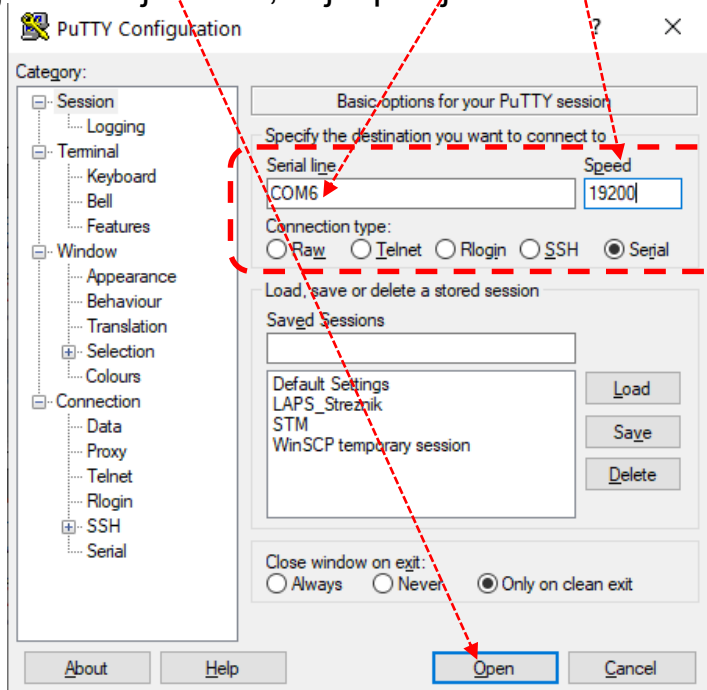 PuTTY Configuration
?
Category:
Session
Logging
Terminal
Keyboard
Bell
Features
Window
Appearance
Behaviour
Translation
Selection
Colours
Connection
Data
Proxy
Telnet
Rlogin
SSH
Serial
Basic options for your PuTTY session
Specify the destination you want to connect to
Serial line Speed
COM6 19200
Connection type:
Raw Telnet Rlogin SSH Serial
Load, save or delete a stored session
Saved Sessions
Default Settings
LAPS_Streznik
STM
WinSCP temporary session
Load
Save
Delete
Close window on exit:
Always Never Only on clean exit
About Help Open Cancel